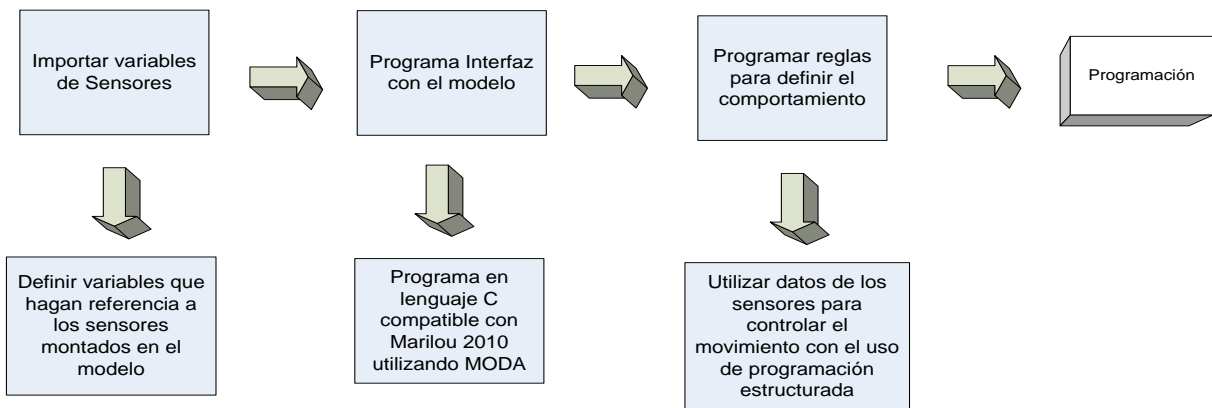 Importar variables
de Sensores
Programa Interfaz
con el modelo
Programar reglas
para definir el
comportamiento
Programación
Definir variables que
hagan referencia a
los sensores
montados en el
modelo
Programa en
lenguaje C
compatible con
Marilou 2010
utilizando MODA
Utilizar datos de los
sensores para
controlar el
movimiento con el uso
de programación
estructurada